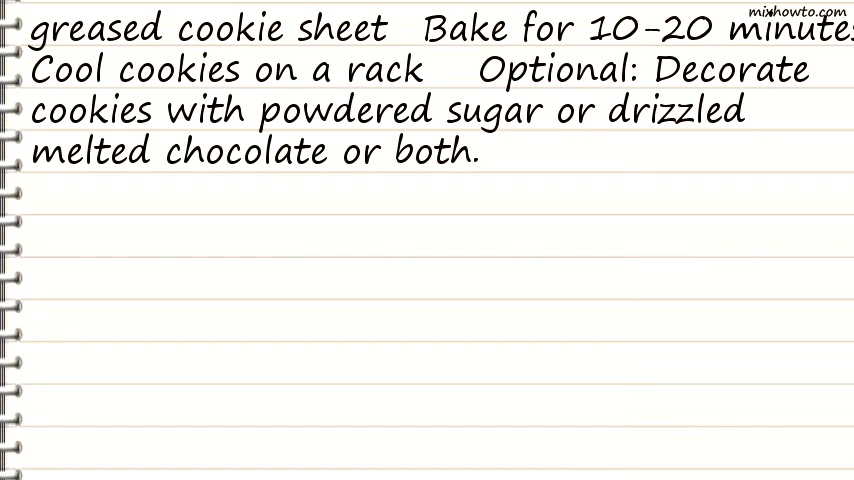 mixhowto.com
greased cookie sheet Bake for 10-20 minutes
Cool cookies on a rack Optional: Decorate
cookies with powdered sugar or drizzled
melted chocolate or both.